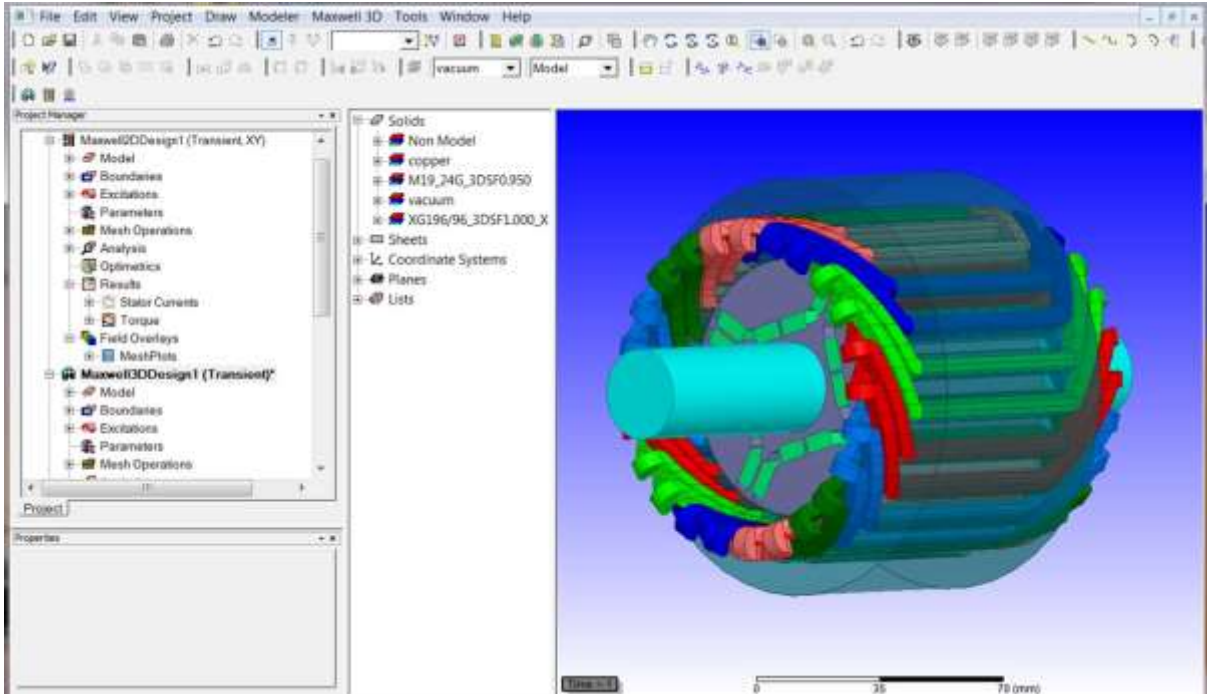 File Edit View Project Draw Modeler Maxwell 3D Tools Window Help
vacuum Model
Project Manager
Maxwell2DDesign1 (Transient, XY)
Model
Boundaries
Excitations
Parameters
Mesh Operations
Analysis
Optimetrics
Results
Stator Currents
Torque
Field Overlays
MeshPlots
Maxwell3DDesign1 (Transient)*
Model
Boundaries
Excitations
Parameters
Mesh Operations
Project
Properties
Solids
Non Model
copper
M19_24G_3DSF0.950
vacuum
XG196/96_3DSF1.000_X
Sheets
Coordinate Systems
Planes
Lists
0 35 70 (mm)